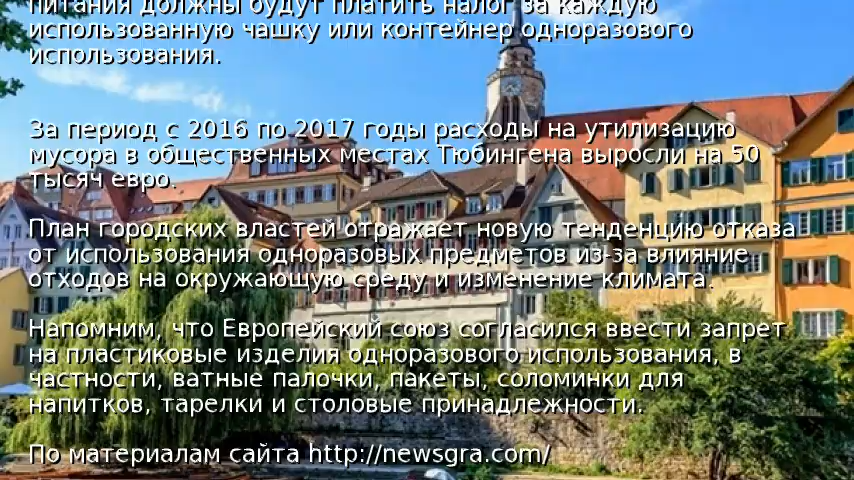 питания должны будут платить налог за каждую
использованную чашку или контейнер одноразового
использования.
За период с 2016 по 2017 годы расходы на утилизацию
мусора в общественных местах Тюбингена выросли на 50
тысяч евро.
План городских властей отражает новую тенденцию отказа
от использования одноразовых предметов из-за влияние
отходов на окружающую среду и изменение климата.
Напомним, что Европейский союз согласился ввести запрет
на пластиковые изделия одноразового использования, в
частности, ватные палочки, пакеты, соломинки для
напитков, тарелки и столовые принадлежности.
По материалам сайта http://newsgra.com/